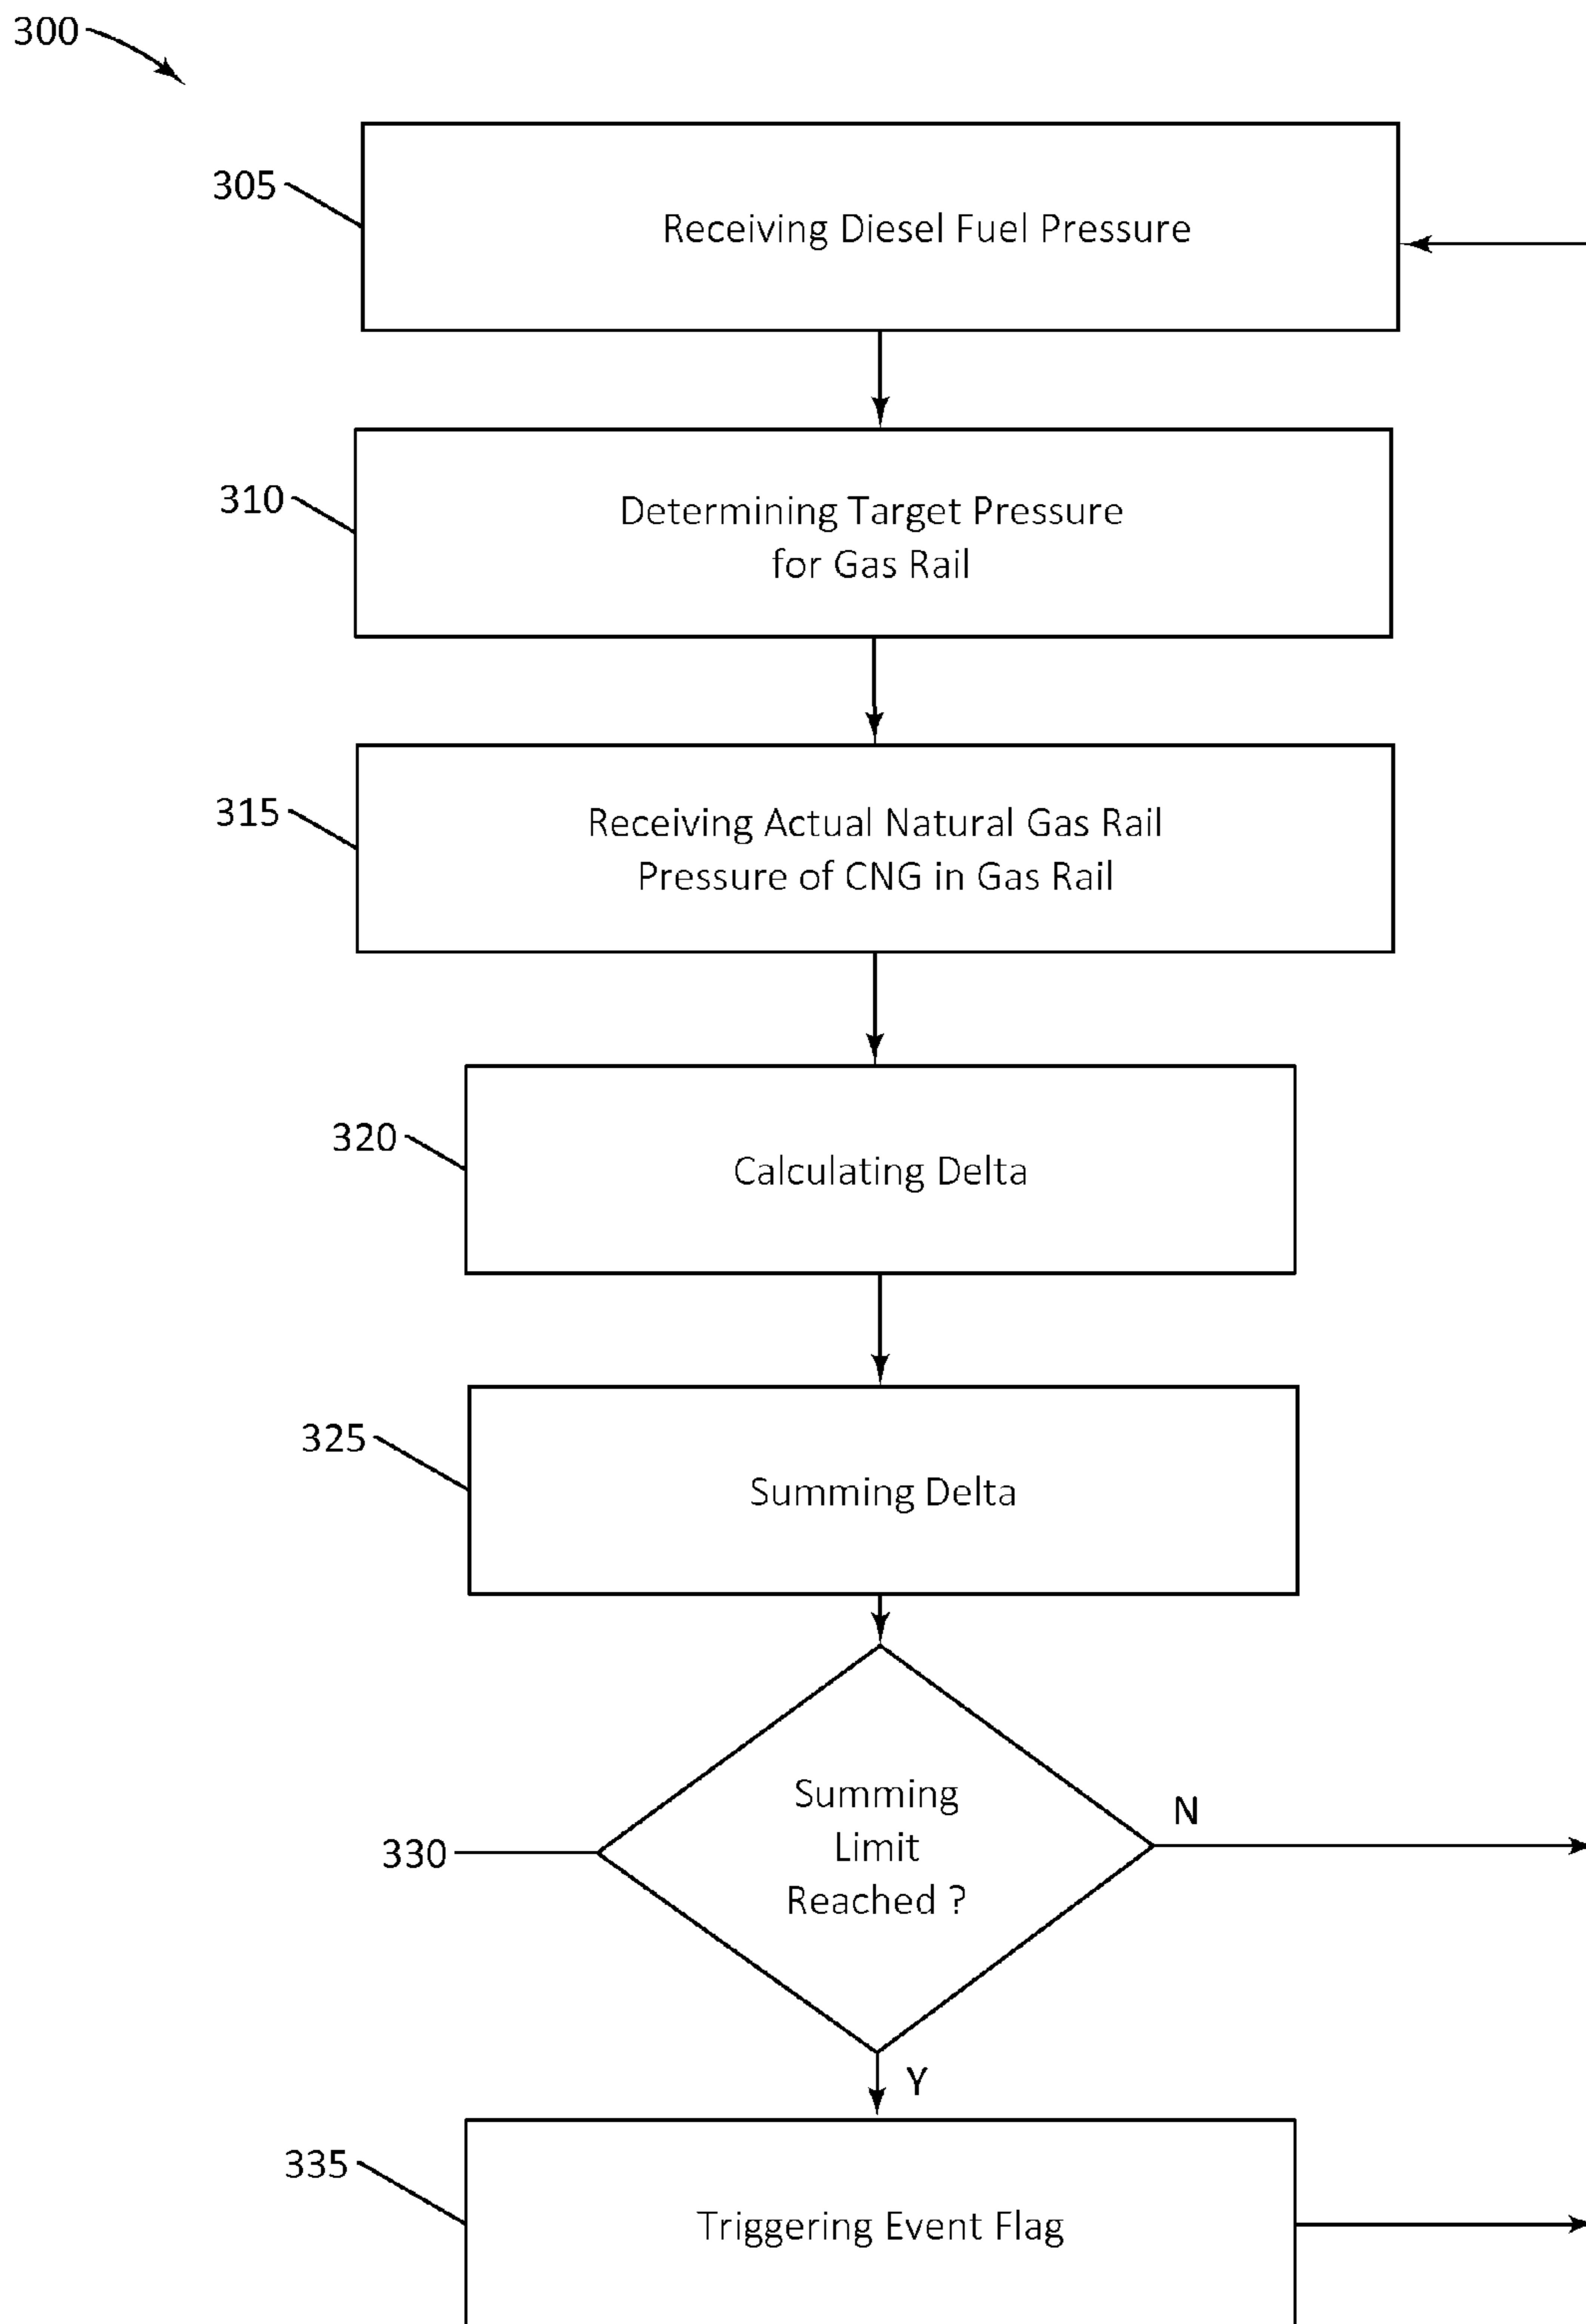 300
305
Receiving Diesel Fuel Pressure
310
Determining Target Pressure
for Gas Rail
315
Receiving Actual Natural Gas Rail
Pressure of CNG in Gas Rail
320
Calculating Delta
325
Summing Delta
330
Summing
Limit
Reached ?
N
Y
335
Triggering Event Flag